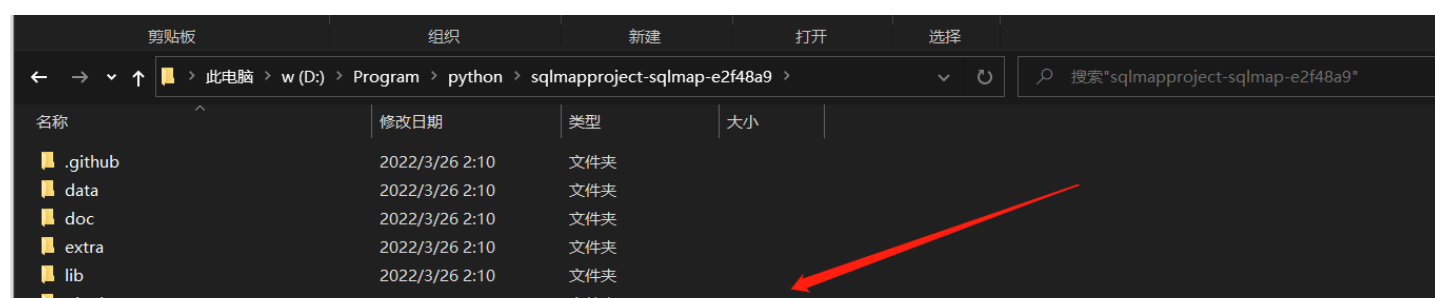 剪贴板 组织 新建 打开 选择
此电脑 > w (D:) > Program > python > sqlmapproject-sqlmap-e2f48a9 > 搜索"sqlmapproject-sqlmap-e2f48a9"
名称 修改日期 类型 大小
.github 2022/3/26 2:10 文件夹
data 2022/3/26 2:10 文件夹
doc 2022/3/26 2:10 文件夹
extra 2022/3/26 2:10 文件夹
lib 2022/3/26 2:10 文件夹